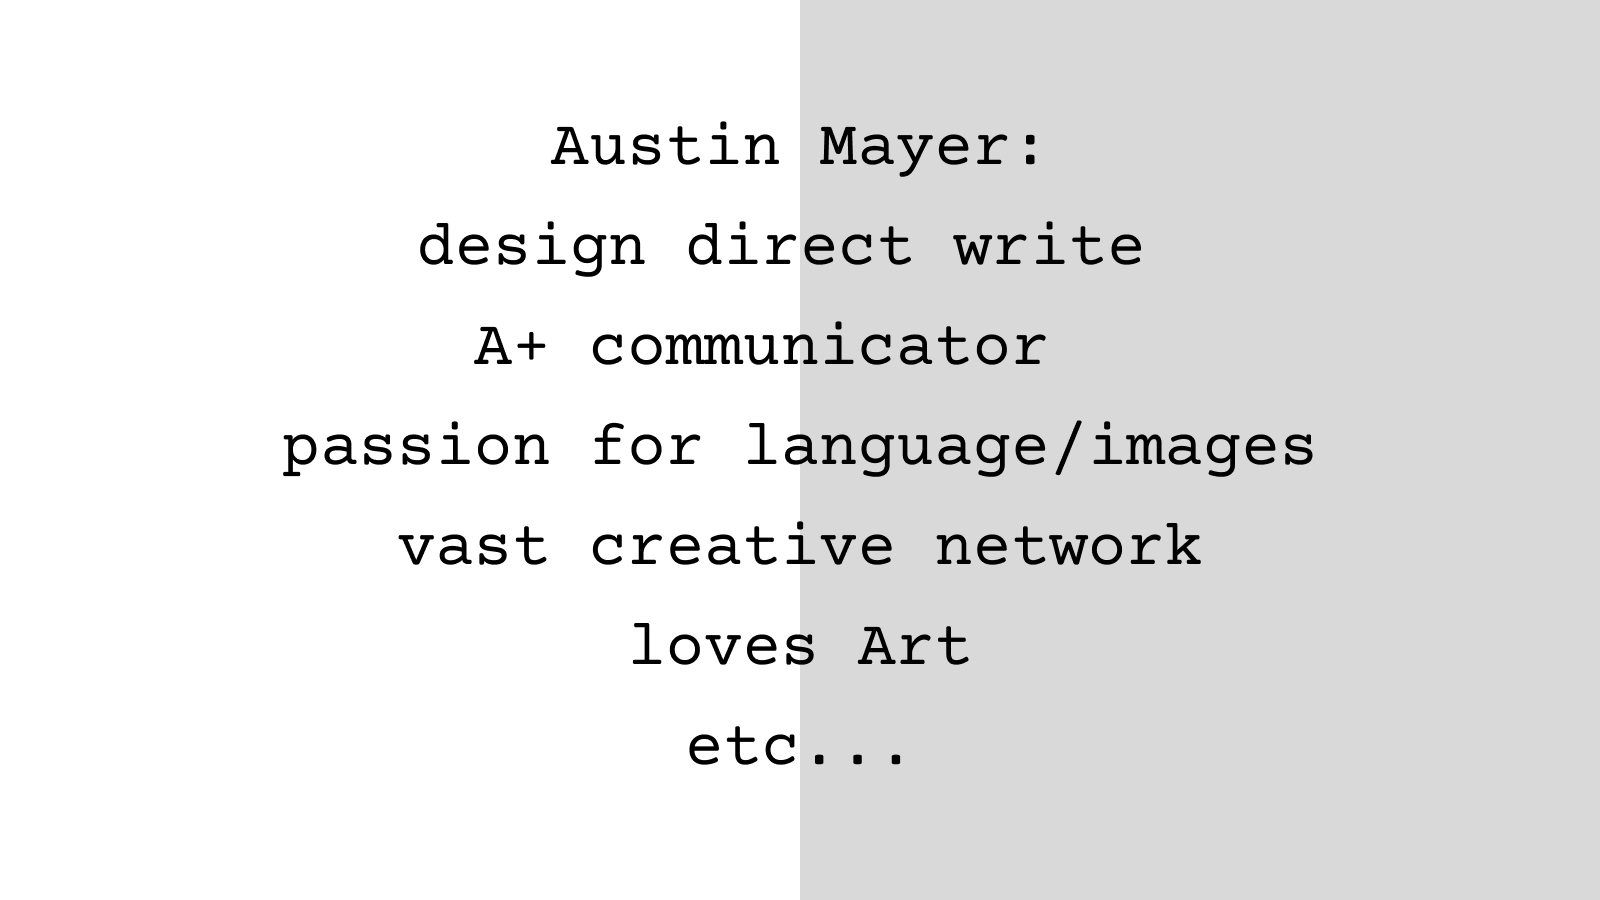 Austin Mayer:
design direct write
A+ communicator
passion for language/images
vast creative network
loves Art
etc...